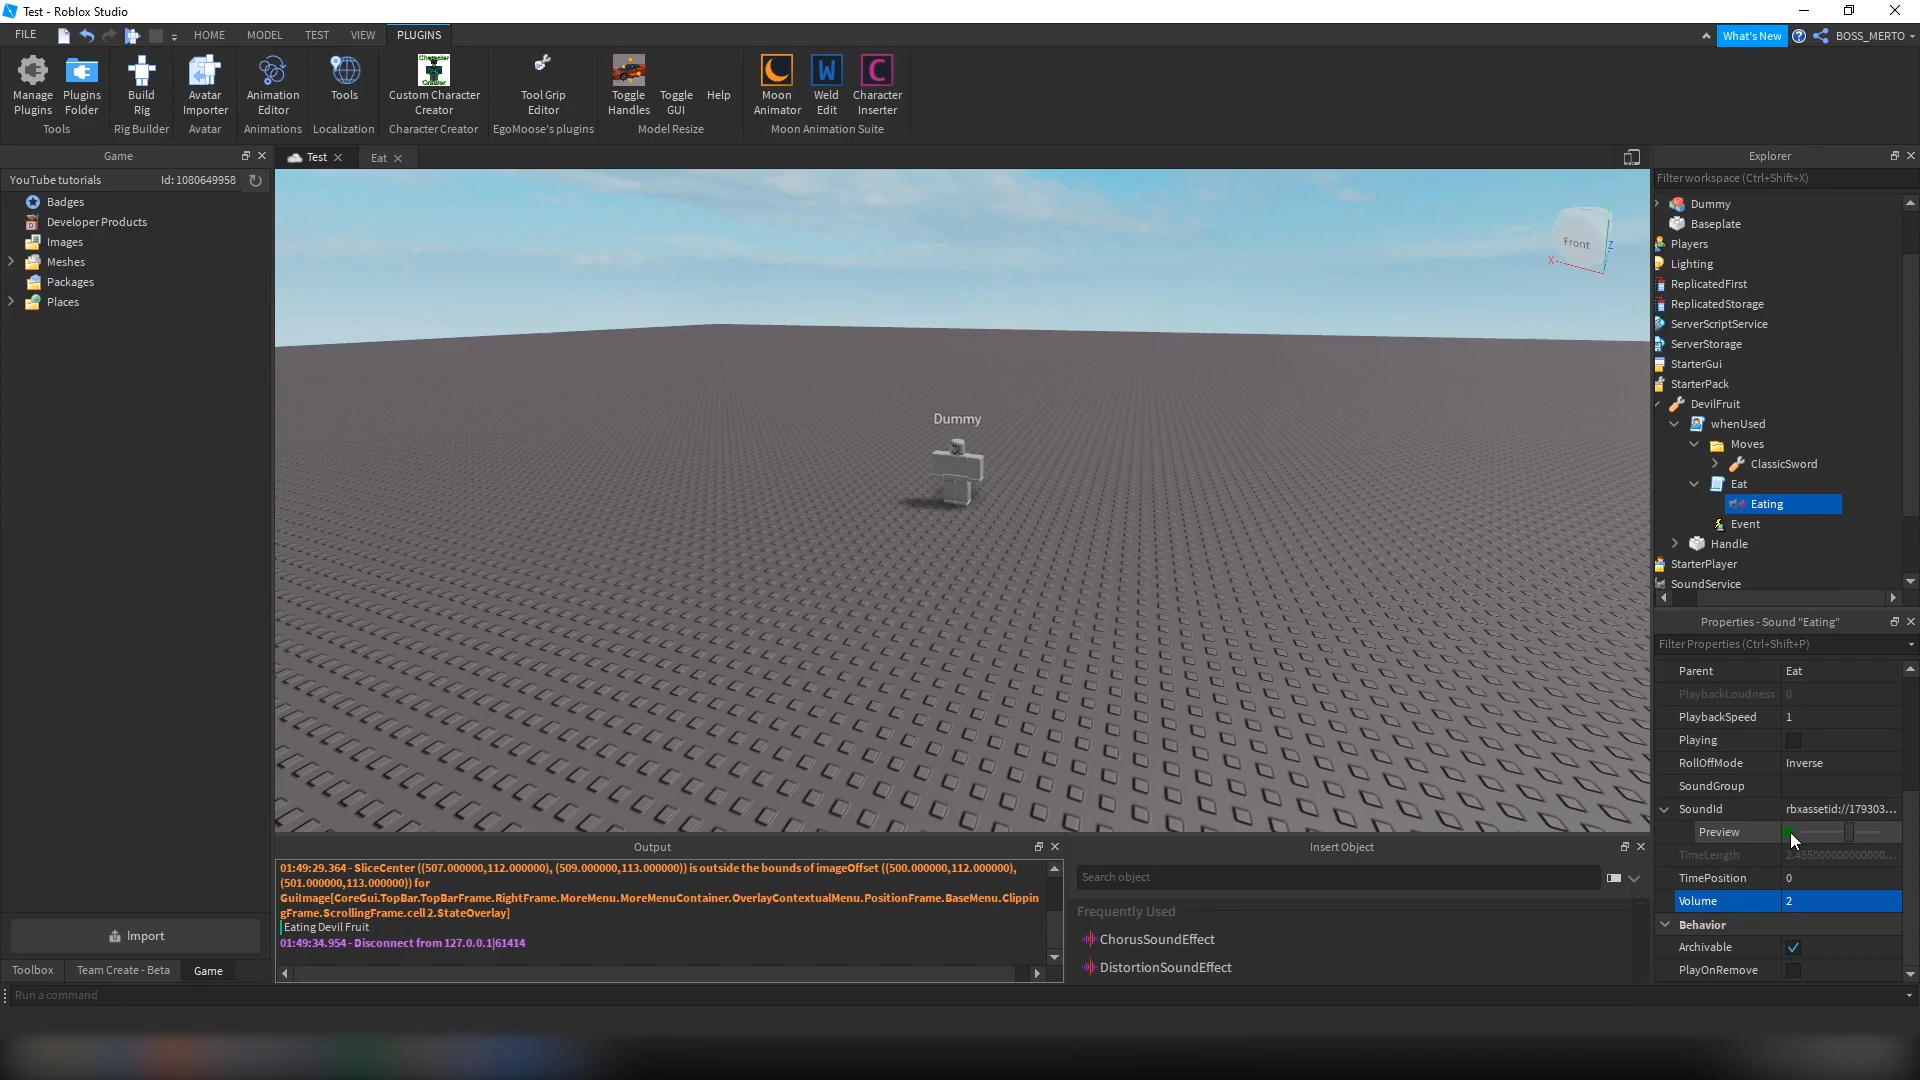 Test - Roblox Studio
FILE
HOME
MODEL
TEST
VIEW
PLUGINS
What's New
BOSS_MERTO
Manage Plugins
Plugins Folder
Build Rig
Avatar Importer
Animation Editor
Tools
Custom Character Creator
Tool Grip Editor
Toggle Handles
Toggle GUI
Help
Moon Animator
Weld Edit
Character Inserter
Tools
Rig Builder
Avatar
Animations
Localization
Character Creator
EgoMoose's plugins
Model Resize
Moon Animation Suite
Game
YouTube tutorials
Id: 1080649958
Badges
Developer Products
Images
Meshes
Packages
Places
Import
Toolbox
Team Create - Beta
Game
Test
Eat
Front
X
Z
Dummy
Output
01:49:29.364 - SliceCenter ((507.000000,112.000000), (509.000000,113.000000)) is outside the bounds of imageOffset ((500.000000,112.000000),
(501.000000,113.000000)) for
GuiImage[CoreGui.TopBar.TopBarFrame.RightFrame.MoreMenu.MoreMenuContainer.OverlayContextualMenu.PositionFrame.BaseMenu.Clippin
gFrame.ScrollingFrame.cell 2.StateOverlay]
Eating Devil Fruit
01:49:34.954 - Disconnect from 127.0.0.1|61414
Insert Object
Search object
Frequently Used
ChorusSoundEffect
DistortionSoundEffect
Explorer
Filter workspace (Ctrl+Shift+X)
Dummy
Baseplate
Players
Lighting
ReplicatedFirst
ReplicatedStorage
ServerScriptService
ServerStorage
StarterGui
StarterPack
DevilFruit
whenUsed
Moves
ClassicSword
Eat
Eating
Event
Handle
StarterPlayer
SoundService
Properties - Sound "Eating"
Filter Properties (Ctrl+Shift+P)
Parent Eat
PlaybackLoudness 0
PlaybackSpeed 1
Playing
RollOffMode Inverse
SoundGroup
SoundId rbxassetid://179303...
Preview
TimeLength 2.455000000000000...
TimePosition 0
Volume 2
Behavior
Archivable
PlayOnRemove
Run a command